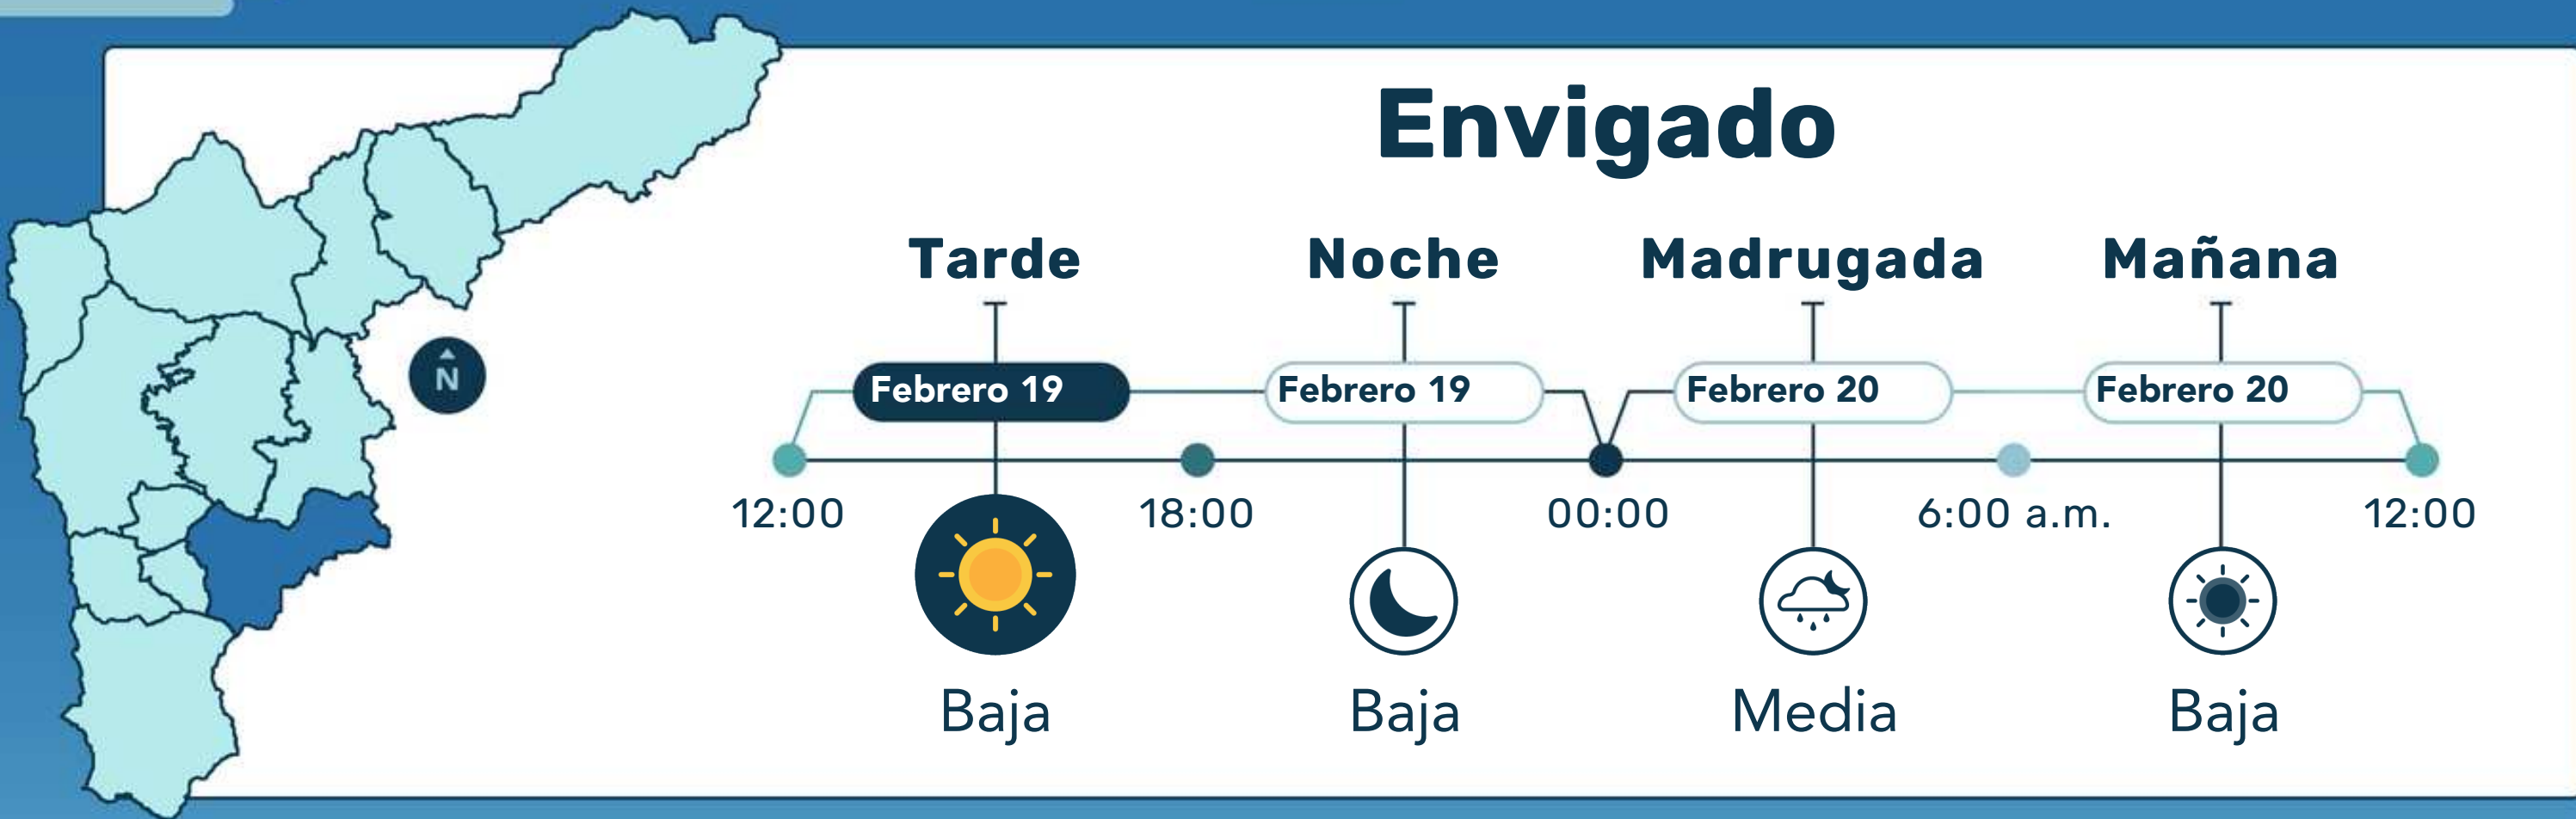 Envigado
Tarde Noche Madrugada Mañana
N
Febrero 19 Febrero 19 Febrero 20 Febrero 20
12:00 18:00 00:00 6:00 a.m. 12:00
Baja Baja Media Baja